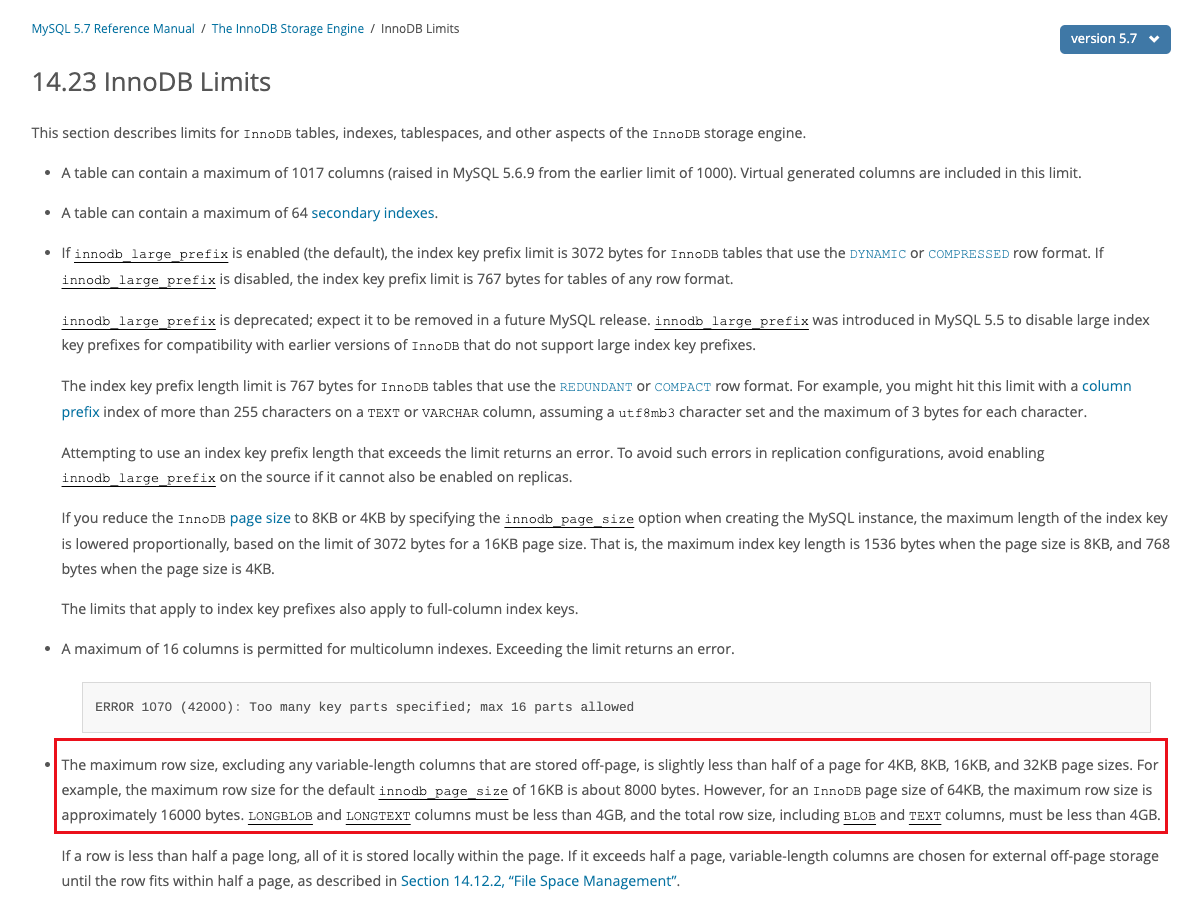 MySQL 5.7 Reference Manual / The InnoDB Storage Engine / InnoDB Limits
version 5.7
14.23 InnoDB Limits
This section describes limits for InnoDB tables, indexes, tablespaces, and other aspects of the InnoDB storage engine.
• A table can contain a maximum of 1017 columns (raised in MySQL 5.6.9 from the earlier limit of 1000). Virtual generated columns are included in this limit.
• A table can contain a maximum of 64 secondary indexes.
• If innodb_large_prefix is enabled (the default), the index key prefix limit is 3072 bytes for InnoDB tables that use the DYNAMIC or COMPRESSED row format. If
innodb_large_prefix is disabled, the index key prefix limit is 767 bytes for tables of any row format.
innodb_large_prefix is deprecated; expect it to be removed in a future MySQL release. innodb_large_prefix was introduced in MySQL 5.5 to disable large index
key prefixes for compatibility with earlier versions of InnoDB that do not support large index key prefixes.
The index key prefix length limit is 767 bytes for InnoDB tables that use the REDUNDANT or COMPACT row format. For example, you might hit this limit with a column
prefix index of more than 255 characters on a TEXT or VARCHAR column, assuming a utf8mb3 character set and the maximum of 3 bytes for each character.
Attempting to use an index key prefix length that exceeds the limit returns an error. To avoid such errors in replication configurations, avoid enabling
innodb_large_prefix on the source if it cannot also be enabled on replicas.
If you reduce the InnoDB page size to 8KB or 4KB by specifying the innodb_page_size option when creating the MySQL instance, the maximum length of the index key
is lowered proportionally, based on the limit of 3072 bytes for a 16KB page size. That is, the maximum index key length is 1536 bytes when the page size is 8KB, and 768
bytes when the page size is 4KB.
The limits that apply to index key prefixes also apply to full-column index keys.
• A maximum of 16 columns is permitted for multicolumn indexes. Exceeding the limit returns an error.
ERROR 1070 (42000): Too many key parts specified; max 16 parts allowed
• The maximum row size, excluding any variable-length columns that are stored off-page, is slightly less than half of a page for 4KB, 8KB, 16KB, and 32KB page sizes. For
example, the maximum row size for the default innodb_page_size of 16KB is about 8000 bytes. However, for an InnoDB page size of 64KB, the maximum row size is
approximately 16000 bytes. LONGBLOB and LONGTEXT columns must be less than 4GB, and the total row size, including BLOB and TEXT columns, must be less than 4GB.
If a row is less than half a page long, all of it is stored locally within the page. If it exceeds half a page, variable-length columns are chosen for external off-page storage
until the row fits within half a page, as described in Section 14.12.2, “File Space Management”.